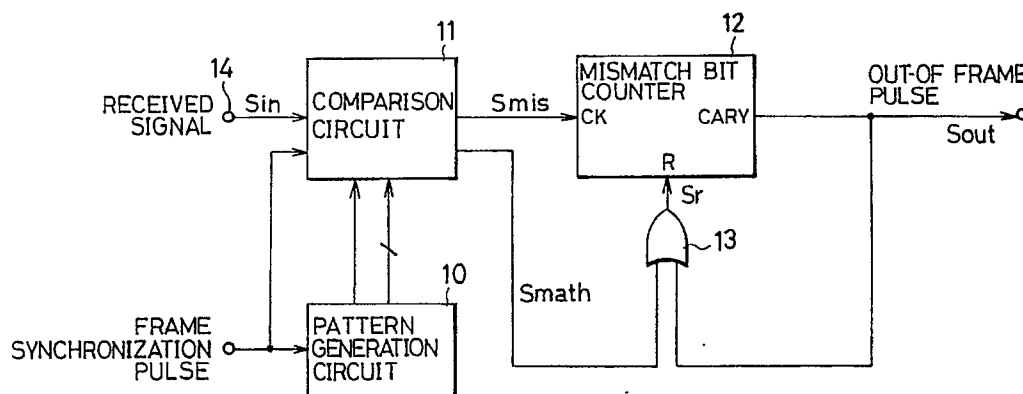 11
12
14
RECEIVED
SIGNAL
Sin
COMPARISON
CIRCUIT
Smis
MISMATCH BIT
COUNTER
CK
CARY
R
OUT-OF FRAME
PULSE
Sout
Sr
13
Smath
10
FRAME
SYNCHRONIZATION
PULSE
PATTERN
GENERATION
CIRCUIT